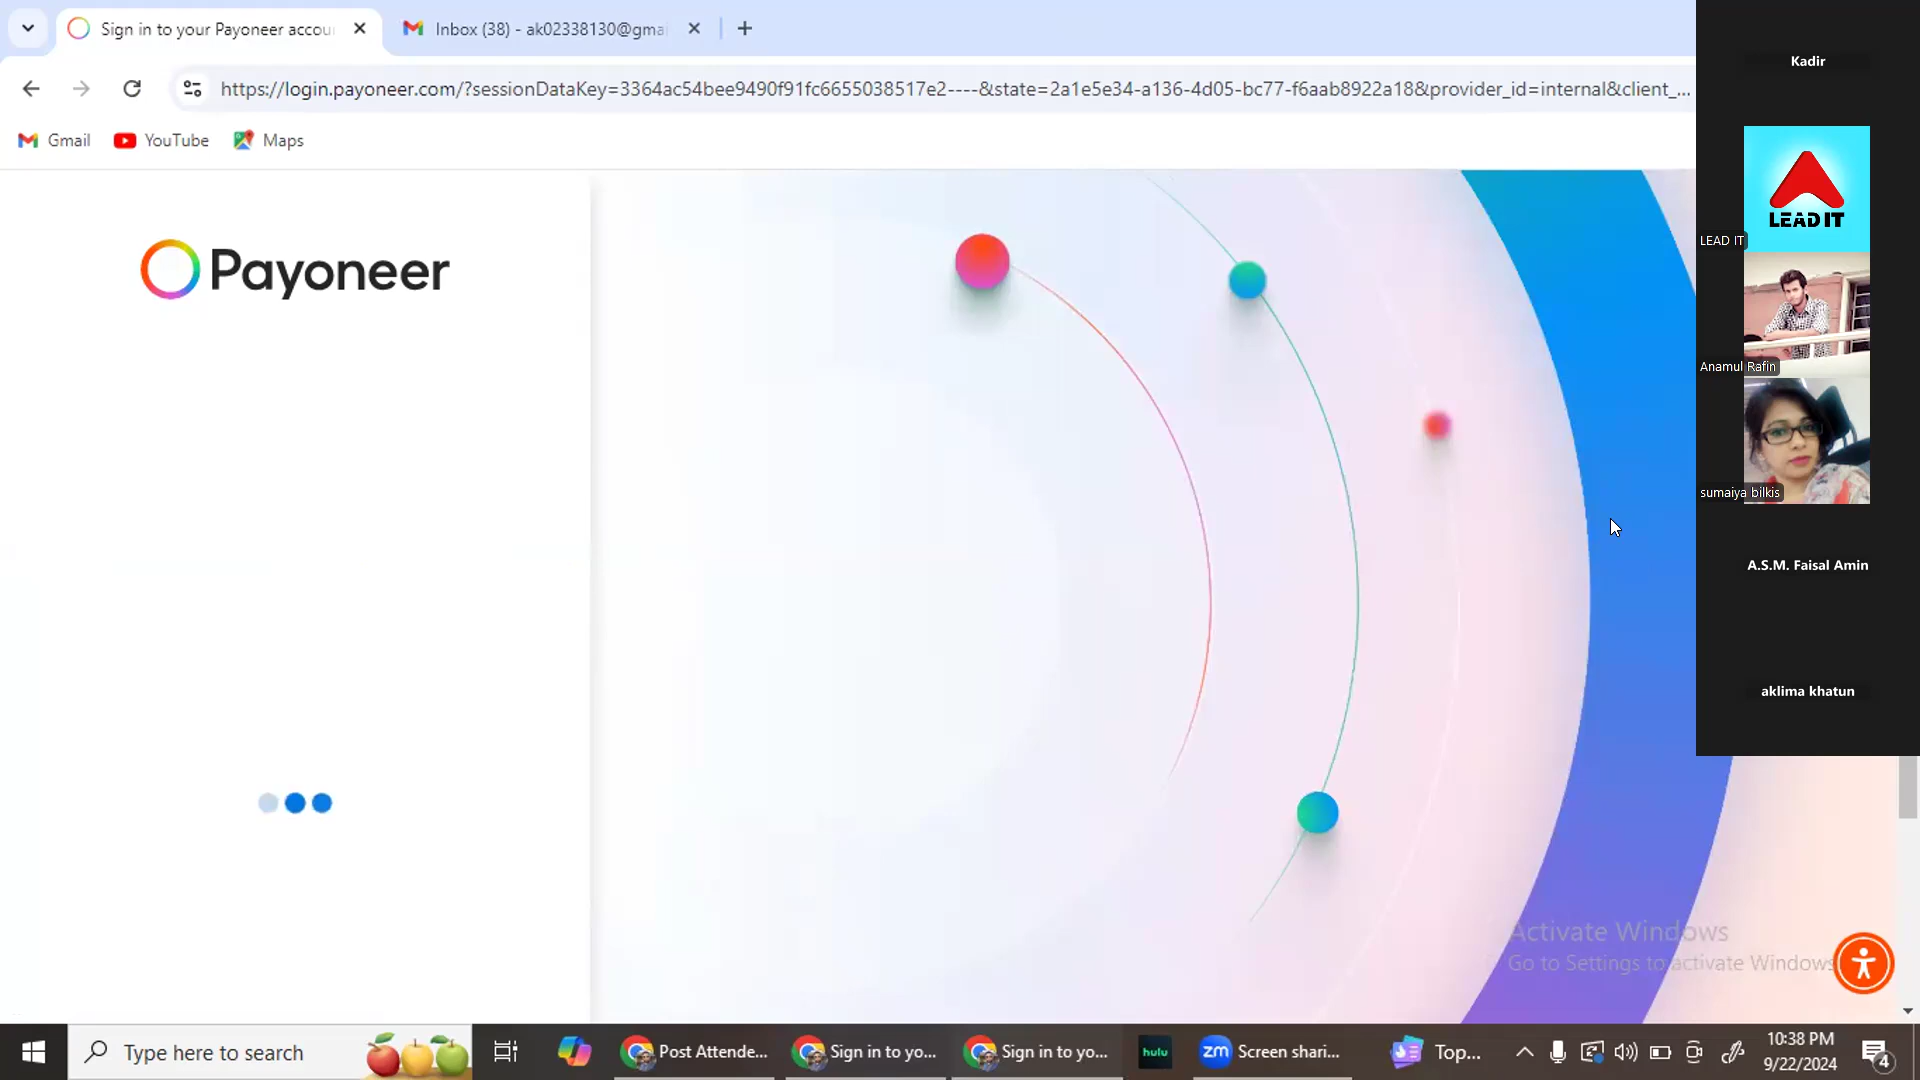 Sign in to your Payoneer accou
Inbox (38) - ak02338130@gmai
https://login.payoneer.com/?sessionDataKey=3364ac54bee9490f91fc6655038517e2----&state=2a1e5e34-a136-4d05-bc77-f6aab8922a18&provider_id=internal&client_...
Gmail
YouTube
Maps
Payoneer
Kadir
LEAD IT
LEAD IT
Anamul Rafin
sumaiya bilkis
A.S.M. Faisal Amin
aklima khatun
Activate Windows
Go to Settings to activate Windows
Type here to search
Post Attende...
Sign in to yo...
Sign in to yo...
hulu
zm
Screen shari...
Top...
10:38 PM
9/22/2024
4